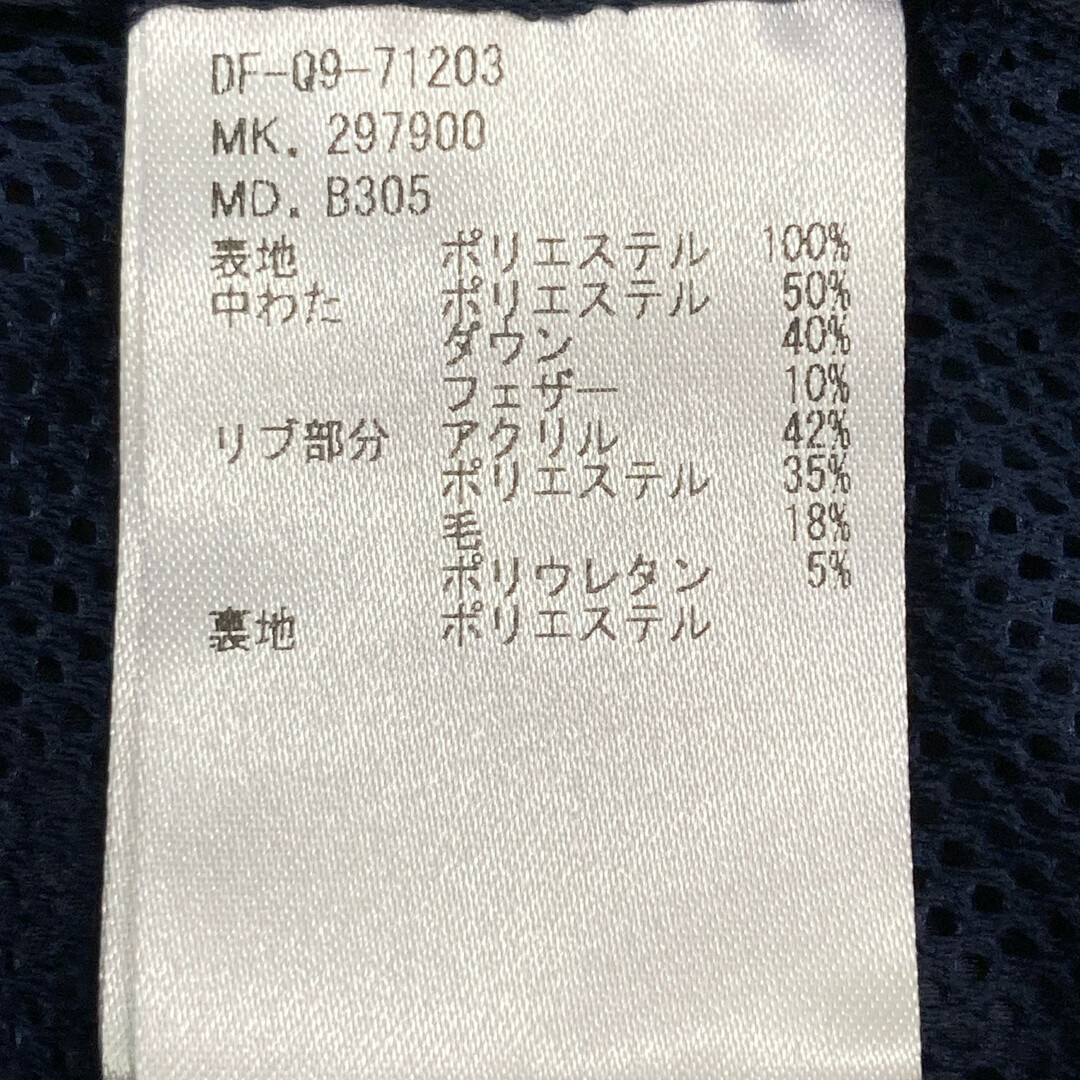 DF-Q9-71203
MK. 297900
MD. B305
表地 ポリエステル 100%
中わた ポリエステル 50%
ダウン 40%
フェザー 10%
リブ部分 アクリル 42%
ポリエステル 35%
毛 18%
ポリウレタン 5%
裏地 ポリエステル